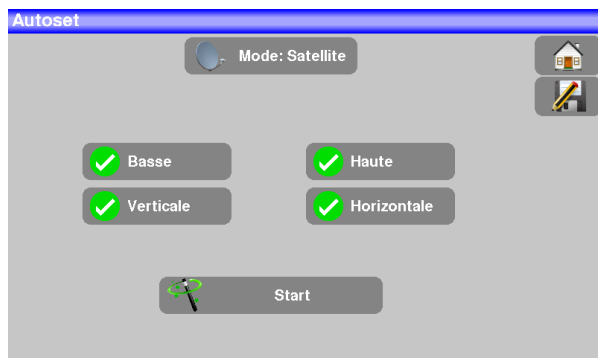 Autoset
Mode: Satellite
Basse
Haute
Verticale
Horizontale
Start